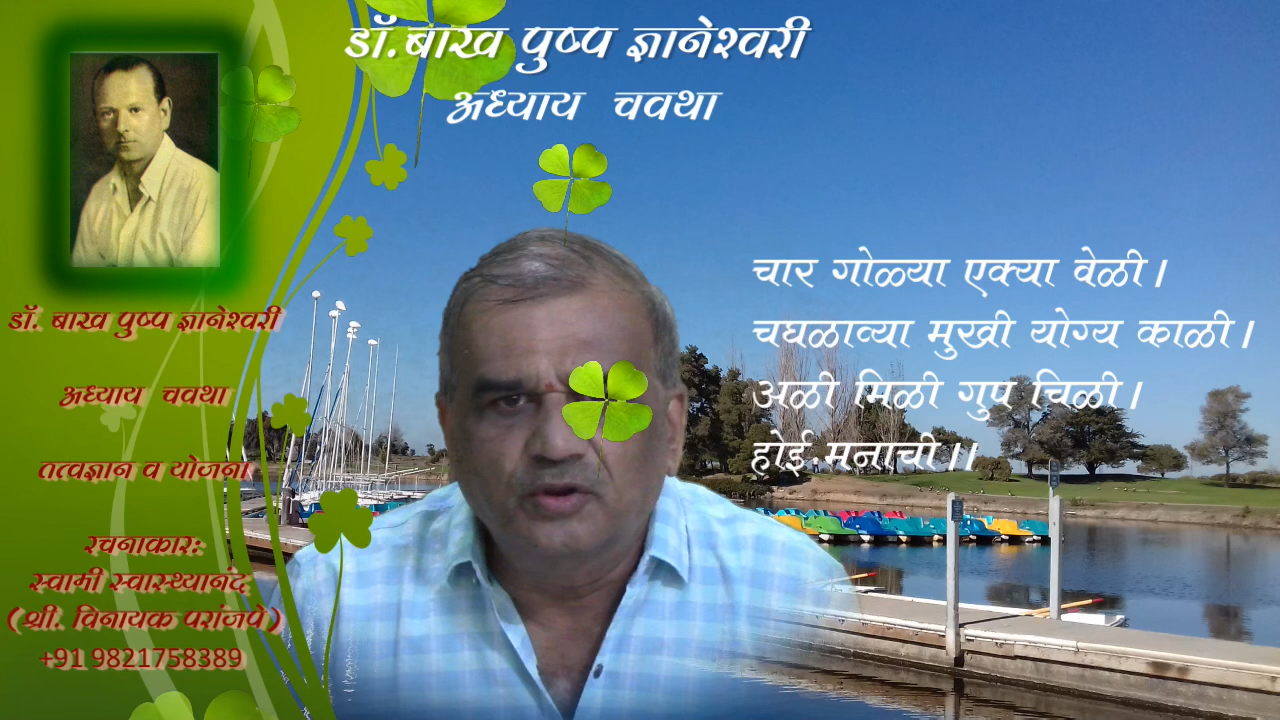 डॉ. बाख पुष्प ज्ञानेश्वरी
अध्याय चवथा
डॉ. बाख पुष्प ज्ञानेश्वरी
अध्याय चवथा
तत्वज्ञान व योजना
रचनाकार:
स्वामी स्वास्थ्यानंद
(श्री. विनायक परांजपे)
+91 9821758389
चार गोळ्या एक्या वेळी।
चघळाव्या मुखी योग्य काळी।
अळी मिळी गुप चिळी।
होई मनाची।।